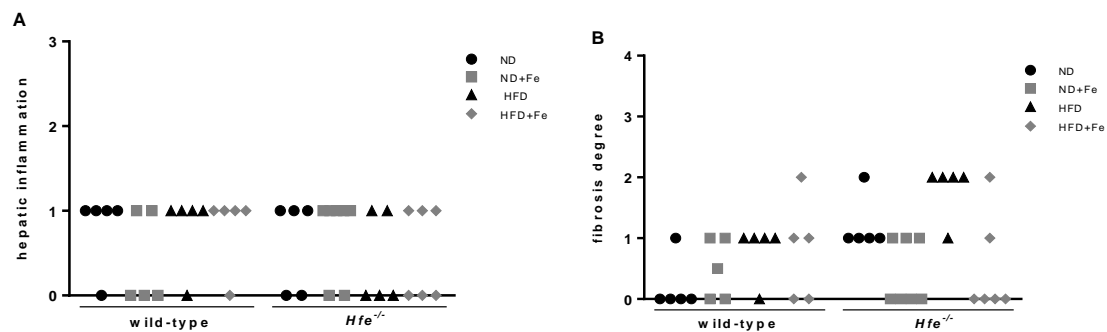 A
hepatic inflammation
3
2
1
0
wild-type
Hfe-/-
ND
ND+Fe
HFD
HFD+Fe
B
fibrosis degree
4
3
2
1
0
wild-type
Hfe-/-
ND
ND+Fe
HFD
HFD+Fe